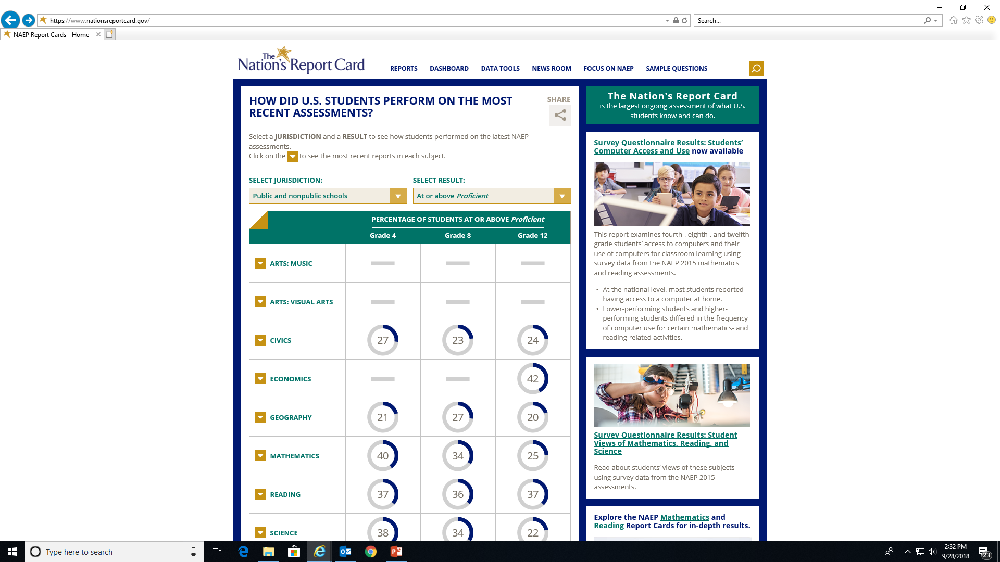 https://www.nationsreportcard.gov/
Search...
NAEP Report Cards - Home
The
Nation's Report Card
REPORTS DASHBOARD DATA TOOLS NEWS ROOM FOCUS ON NAEP SAMPLE QUESTIONS
HOW DID U.S. STUDENTS PERFORM ON THE MOST
RECENT ASSESSMENTS?
SHARE
Select a JURISDICTION and a RESULT to see how students performed on the latest NAEP
assessments.
Click on the to see the most recent reports in each subject.
SELECT JURISDICTION:
Public and nonpublic schools
SELECT RESULT:
At or above Proficient
PERCENTAGE OF STUDENTS AT OR ABOVE Proficient
Grade 4 Grade 8 Grade 12
ARTS: MUSIC
ARTS: VISUAL ARTS
CIVICS 27 23 24
ECONOMICS 42
GEOGRAPHY 21 27 20
MATHEMATICS 40 34 25
READING 37 36 37
SCIENCE 38 34 22
The Nation's Report Card
is the largest ongoing assessment of what U.S.
students know and can do.
Survey Questionnaire Results: Students'
Computer Access and Use now available
This report examines fourth-, eighth-, and twelfth-
grade students' access to computers and their
use of computers for classroom learning using
survey data from the NAEP 2015 mathematics
and reading assessments.
• At the national level, most students reported
having access to a computer at home.
• Lower-performing students and higher-
performing students differed in the frequency
of computer use for certain mathematics- and
reading-related activities.
Survey Questionnaire Results: Student
Views of Mathematics, Reading, and
Science
Read about students' views of these subjects
using survey data from the NAEP 2015
assessments.
Explore the NAEP Mathematics and
Reading Report Cards for in-depth results.
Type here to search
2:32 PM
9/28/2018
23